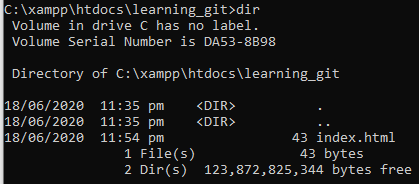 C:\xampp\htdocs\learning_git>dir
 Volume in drive C has no label.
 Volume Serial Number is DA53-8B98

 Directory of C:\xampp\htdocs\learning_git

18/06/2020  11:35 pm    <DIR>          .
18/06/2020  11:35 pm    <DIR>          ..
18/06/2020  11:54 pm                43 index.html
               1 File(s)             43 bytes
               2 Dir(s)  123,872,825,344 bytes free